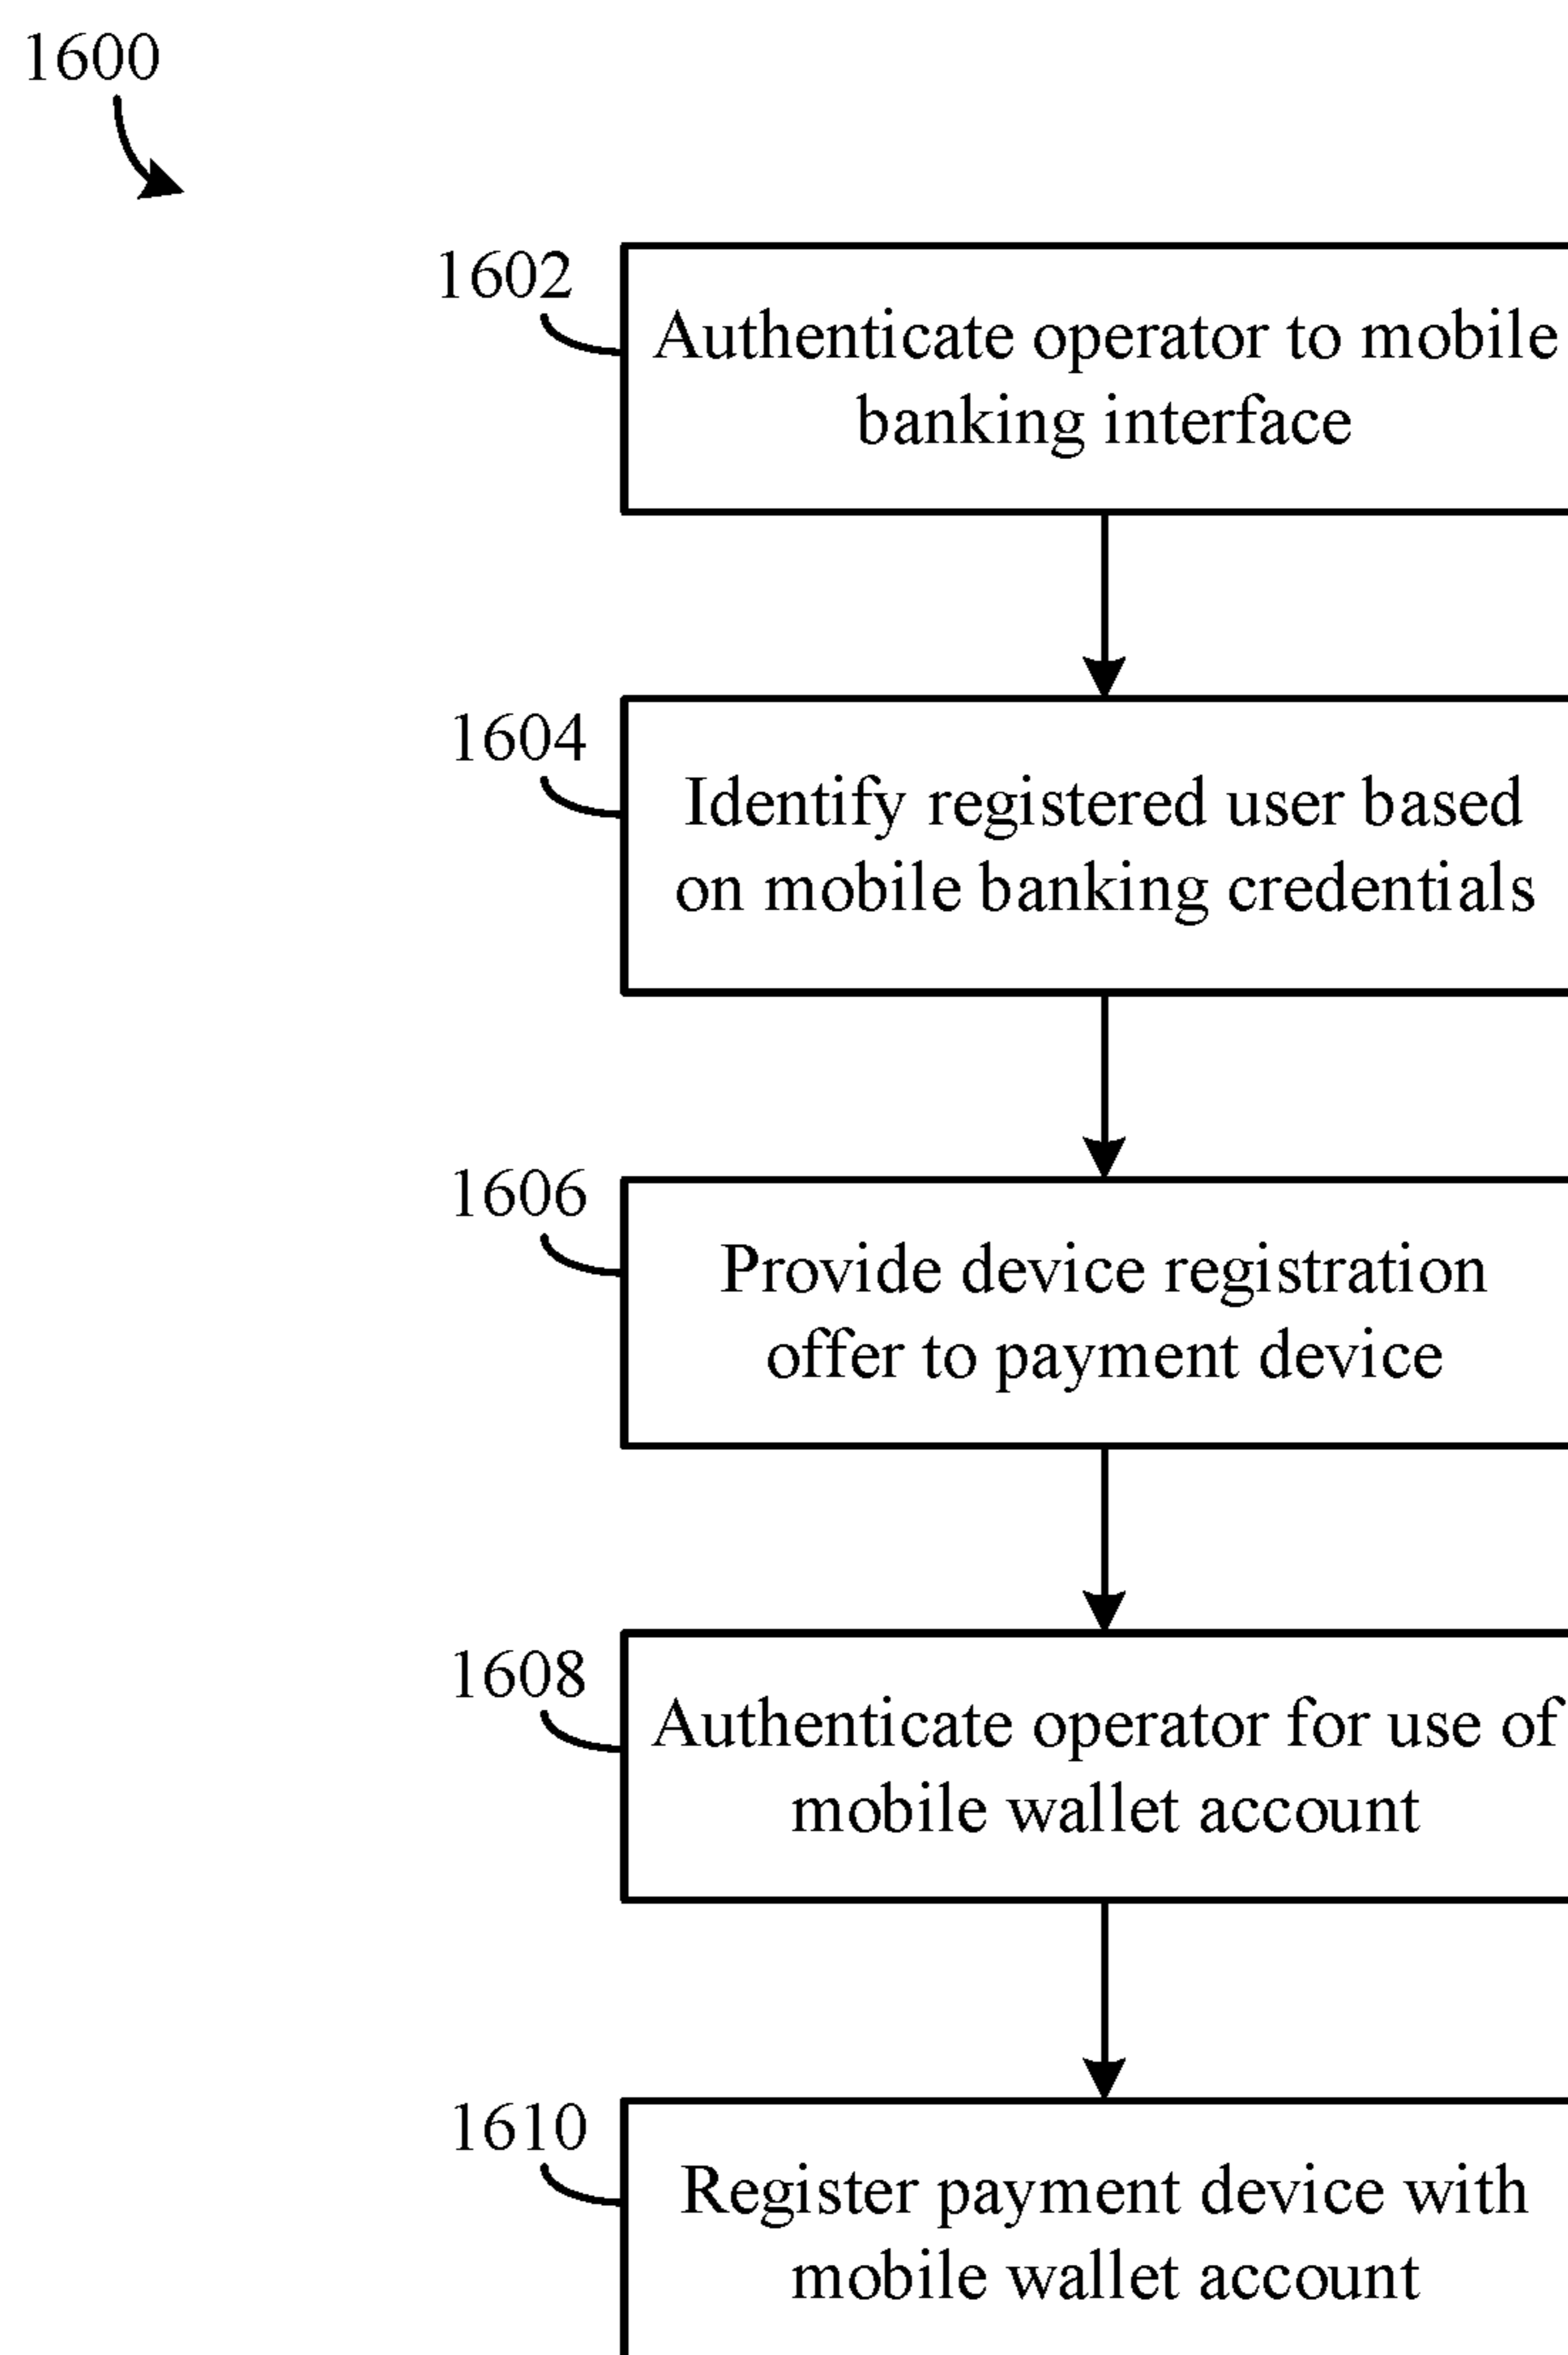 1600
1602
Authenticate operator to mobile
banking interface
1604
Identify registered user based
on mobile banking credentials
1606
Provide device registration
offer to payment device
1608
Authenticate operator for use of
mobile wallet account
1610
Register payment device with
mobile wallet account